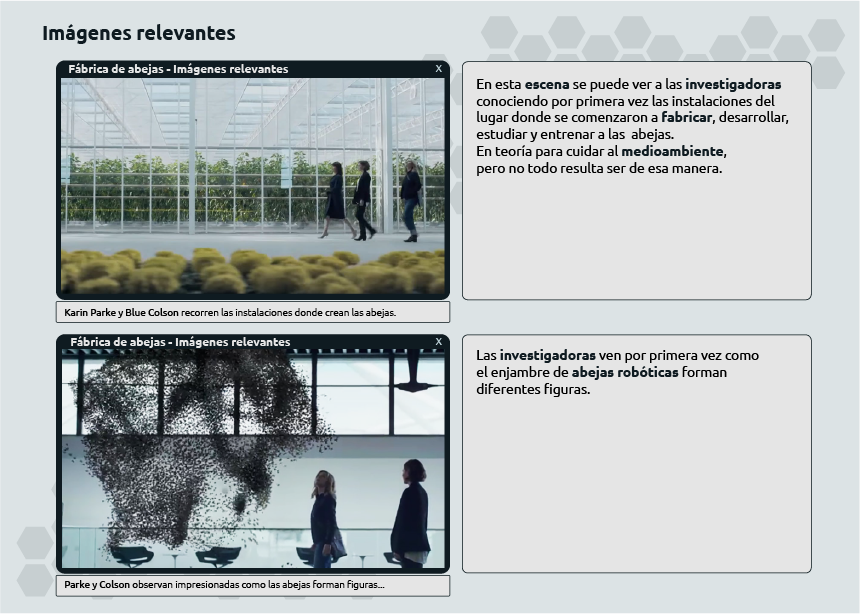 Imágenes relevantes
Fábrica de abejas - Imágenes relevantes X
En esta escena se puede ver a las investigadoras
conociendo por primera vez las instalaciones del
lugar donde se comenzaron a fabricar, desarrollar,
estudiar y entrenar a las abejas.
En teoría para cuidar al medioambiente,
pero no todo resulta ser de esa manera.
Karin Parke y Blue Colson recorren las instalaciones donde crean las abejas.
Fábrica de abejas - Imágenes relevantes X
Las investigadoras ven por primera vez como
el enjambre de abejas robóticas forman
diferentes figuras.
Parke y Colson observan impresionadas como las abejas forman figuras...